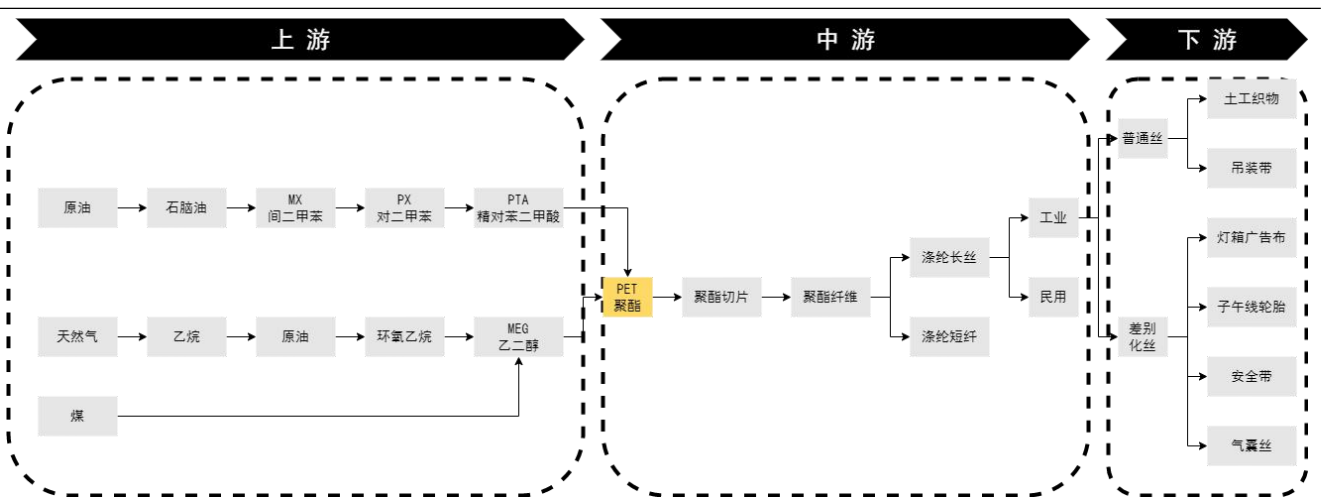 上游
中游
下游
原油
石脑油
MX
间二甲苯
PX
对二甲苯
PTA
精对苯二甲酸
天然气
乙烷
原油
环氧乙烷
MEG
乙二醇
煤
PET
聚酯
聚酯切片
聚酯纤维
涤纶长丝
涤纶短纤
工业
民用
普通丝
差别
化丝
土工织物
吊装带
灯箱广告布
子午线轮胎
安全带
气囊丝